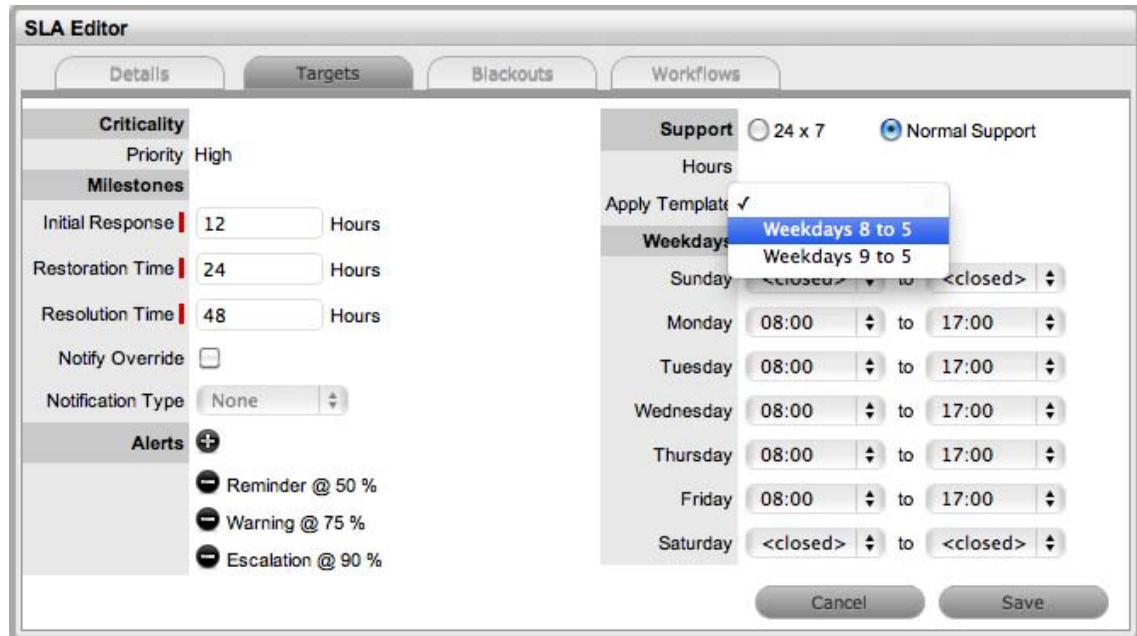 SLA Editor
Details Targets Blackouts Workflows
Criticality
Priority High
Milestones
Initial Response 12 Hours
Restoration Time 24 Hours
Resolution Time 48 Hours
Notify Override
Notification Type None
Alerts
Reminder @ 50 %
Warning @ 75 %
Escalation @ 90 %
Support 24 x 7 Normal Support
Hours
Apply Template ✓
Weekdays 8 to 5
Weekdays 9 to 5
Weekdays
Sunday <closed> to <closed>
Monday 08:00 to 17:00
Tuesday 08:00 to 17:00
Wednesday 08:00 to 17:00
Thursday 08:00 to 17:00
Friday 08:00 to 17:00
Saturday <closed> to <closed>
Cancel Save